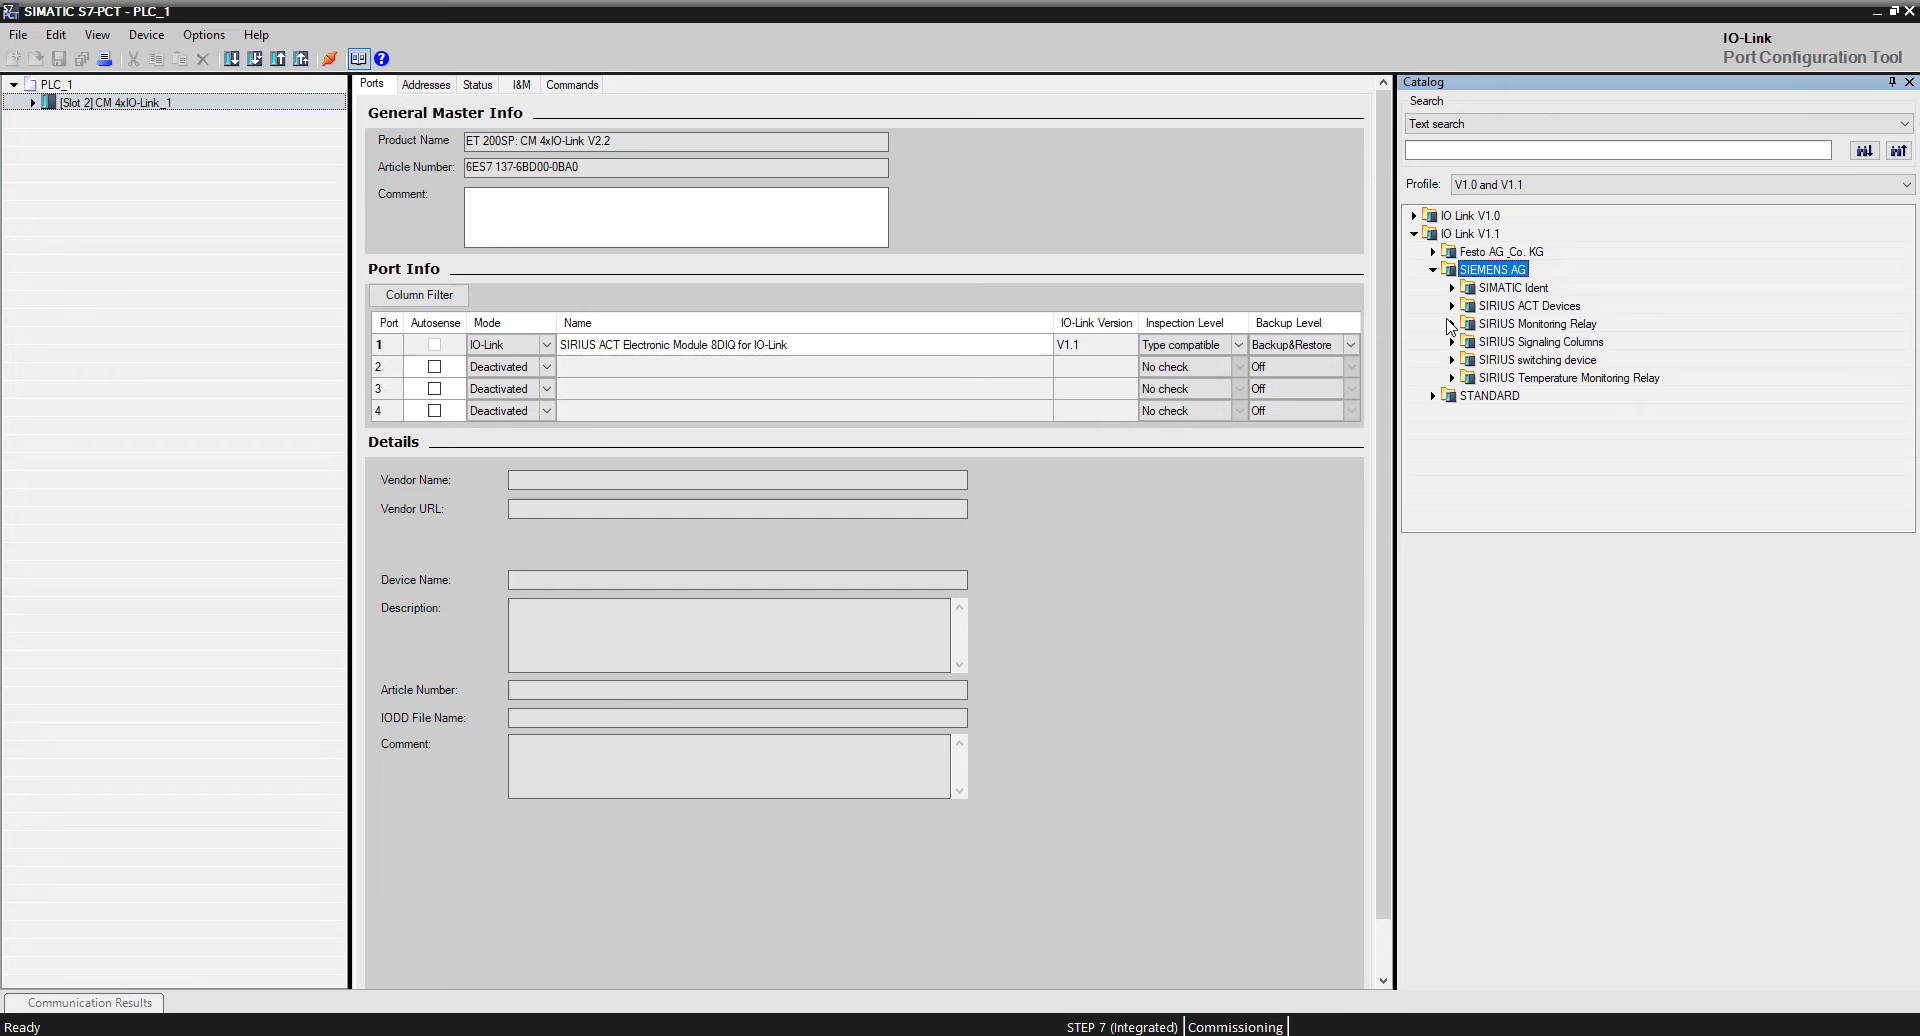 SIMATIC S7-PCT - PLC_1
File Edit View Device Options Help
IO-Link
Port Configuration Tool
PLC_1
[Slot 2] CM 4xIO-Link_1
Ports Addresses Status I&M Commands
General Master Info
Product Name ET 200SP: CM 4xIO-Link V2.2
Article Number: 6ES7 137-6BD00-0BA0
Comment:
Port Info
Column Filter
Port Autosense Mode Name IO-Link Version Inspection Level Backup Level
1 IO-Link SIRIUS ACT Electronic Module 8DIQ for IO-Link V1.1 Type compatible Backup&Restore
2 Deactivated No check Off
3 Deactivated No check Off
4 Deactivated No check Off
Details
Vendor Name:
Vendor URL:
Device Name:
Description:
Article Number:
IODD File Name:
Comment:
Catalog
Search
Text search
Profile: V1.0 and V1.1
IO Link V1.0
IO Link V1.1
Festo AG_Co. KG
SIEMENS AG
SIMATIC Ident
SIRIUS ACT Devices
SIRIUS Monitoring Relay
SIRIUS Signaling Columns
SIRIUS switching device
SIRIUS Temperature Monitoring Relay
STANDARD
Communication Results
Ready STEP 7 (Integrated) Commissioning